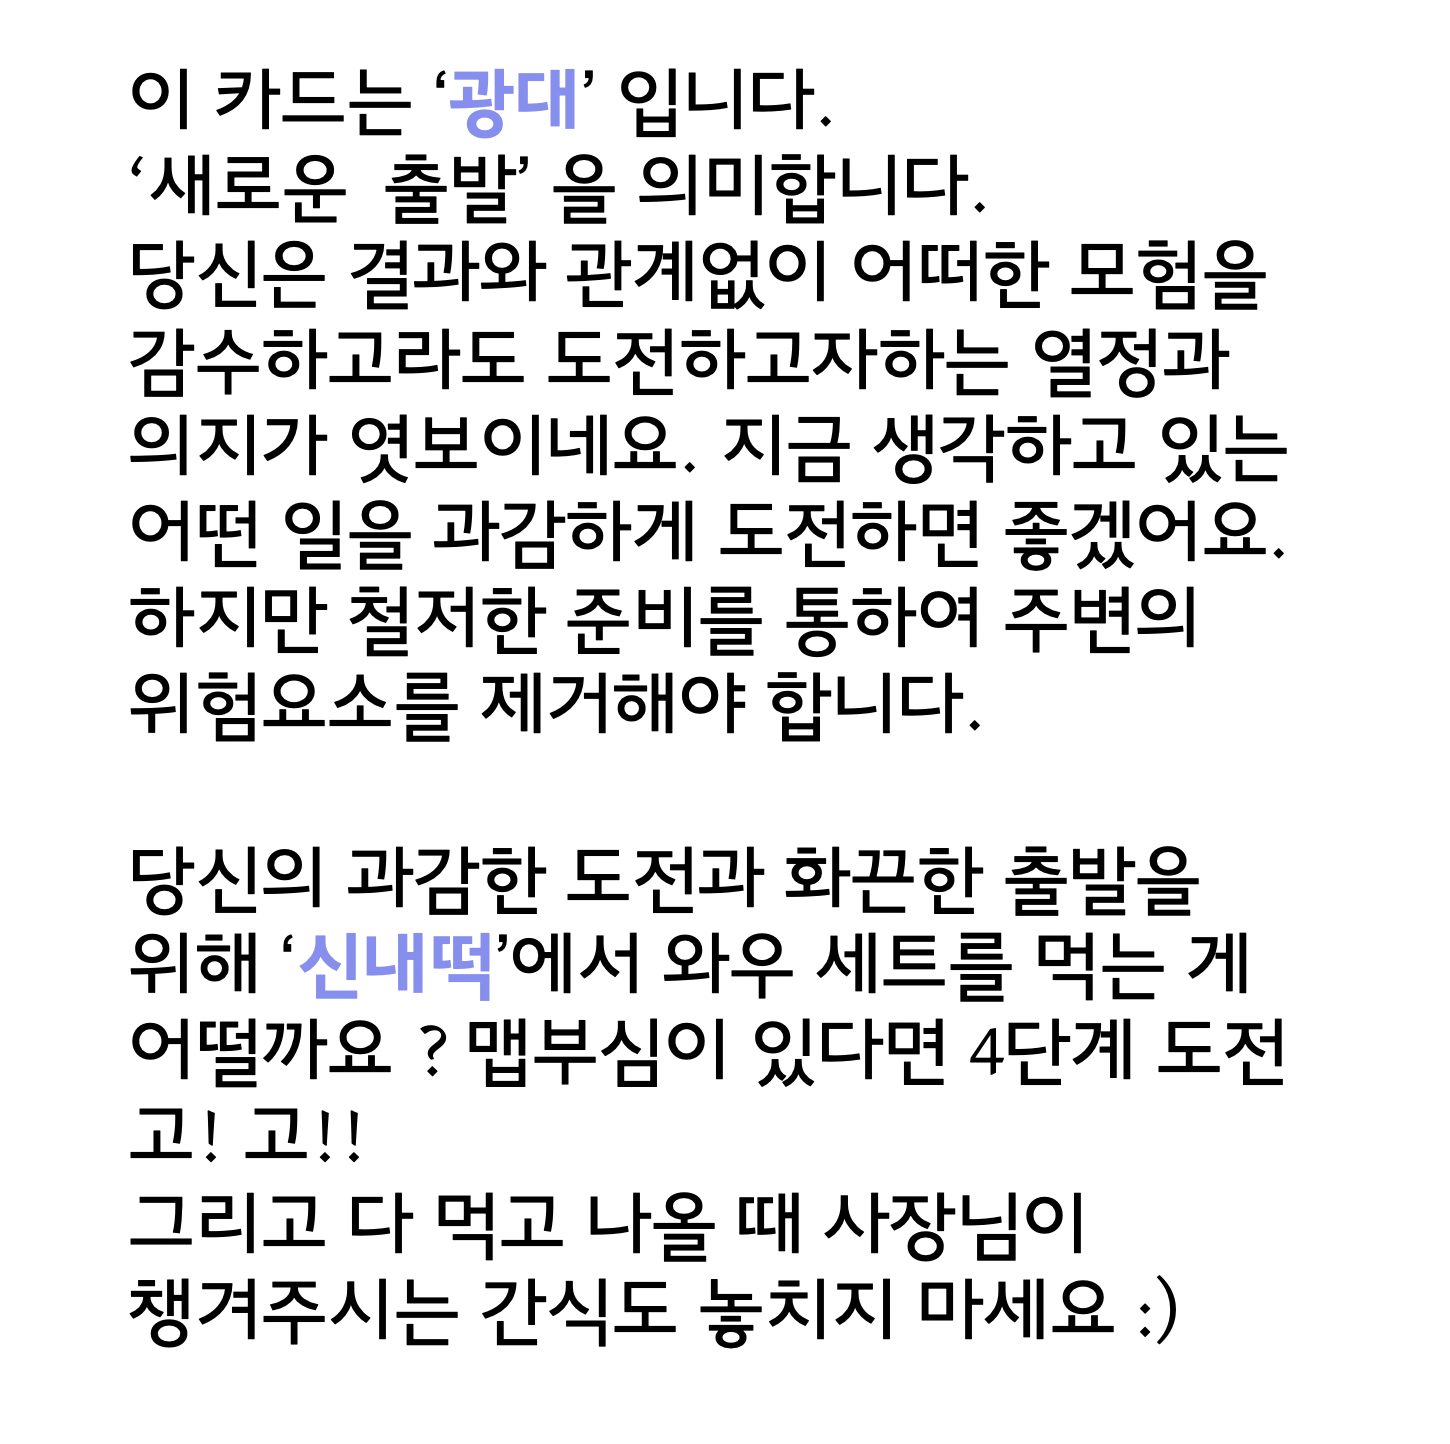 이 카드는 ‘광대’ 입니다.
‘새로운 출발’ 을 의미합니다.
당신은 결과와 관계없이 어떠한 모험을
감수하고라도 도전하고자하는 열정과
의지가 엿보이네요. 지금 생각하고 있는
어떤 일을 과감하게 도전하면 좋겠어요.
하지만 철저한 준비를 통하여 주변의
위험요소를 제거해야 합니다.
당신의 과감한 도전과 화끈한 출발을
위해 ‘신내떡’에서 와우 세트를 먹는 게
어떨까요 ? 맵부심이 있다면 4단계 도전
고! 고!!
그리고 다 먹고 나올 때 사장님이
챙겨주시는 간식도 놓치지 마세요 :)